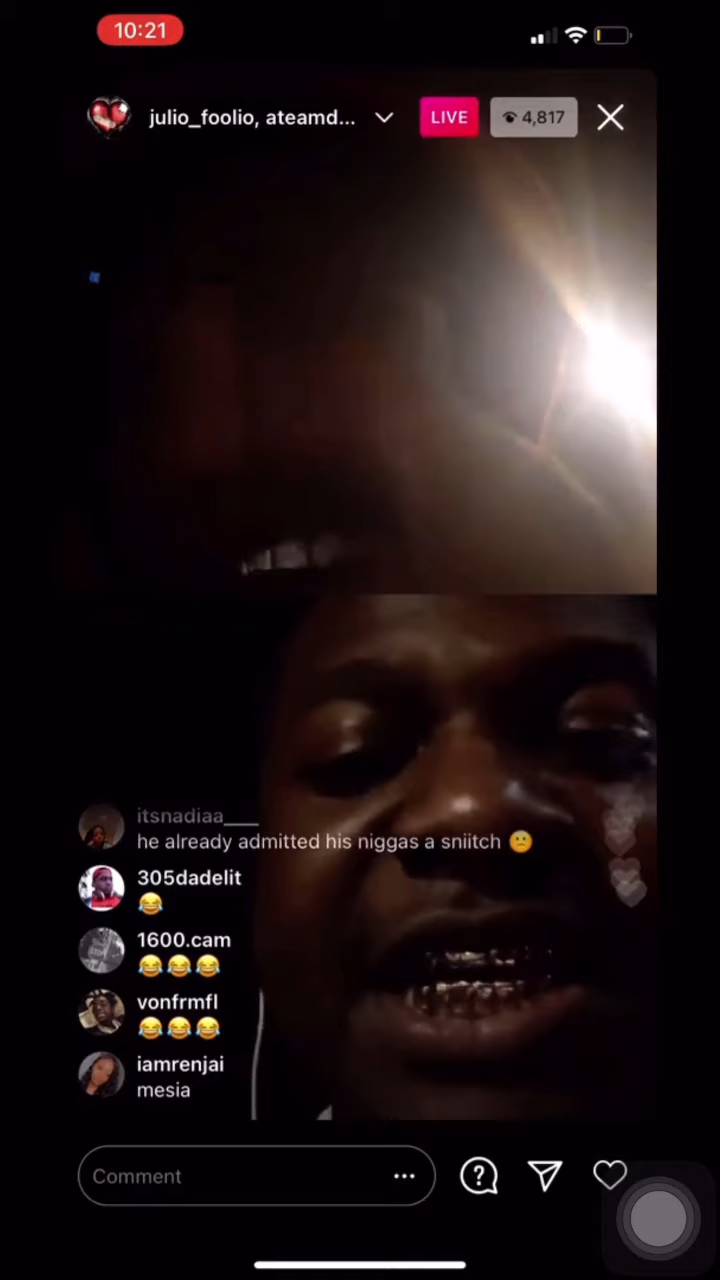 10:21
julio_foolio, ateamd...
LIVE
4,817
itsnadiaa___
he already admitted his niggas a sniitch 🫤
305dadelit
😂
1600.cam
😂😂😂
vonfrmfl
😂😂😂
iamrenjai
mesia
Comment